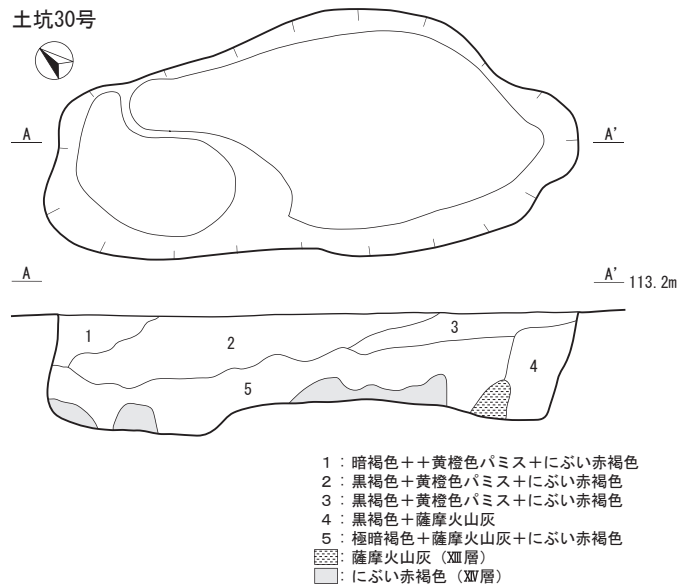 土坑30号
A A'
A A' 113.2m
1 2 3 4 5
1：暗褐色＋＋黄橙色パミス＋にぶい赤褐色
2：黒褐色＋黄橙色パミス＋にぶい赤褐色
3：黒褐色＋黄橙色パミス＋にぶい赤褐色
4：黒褐色＋薩摩火山灰
5：極暗褐色＋薩摩火山灰＋にぶい赤褐色
：薩摩火山灰（ⅩⅢ層）
：にぶい赤褐色（ⅩⅣ層）